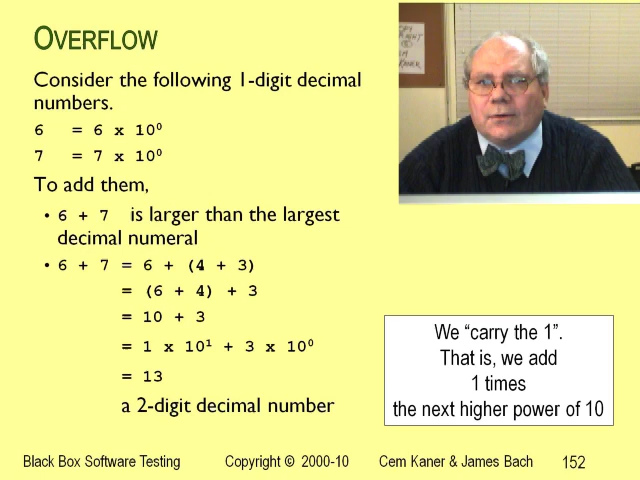 OVERFLOW
Consider the following 1-digit decimal
numbers.
6 = 6 x 10⁰
7 = 7 x 10⁰
To add them,
• 6 + 7 is larger than the largest
decimal numeral
• 6 + 7 = 6 + (4 + 3)
= (6 + 4) + 3
= 10 + 3
= 1 x 10¹ + 3 x 10⁰
= 13
a 2-digit decimal number
We “carry the 1”.
That is, we add
1 times
the next higher power of 10
Black Box Software Testing Copyright © 2000-10 Cem Kaner & James Bach 152